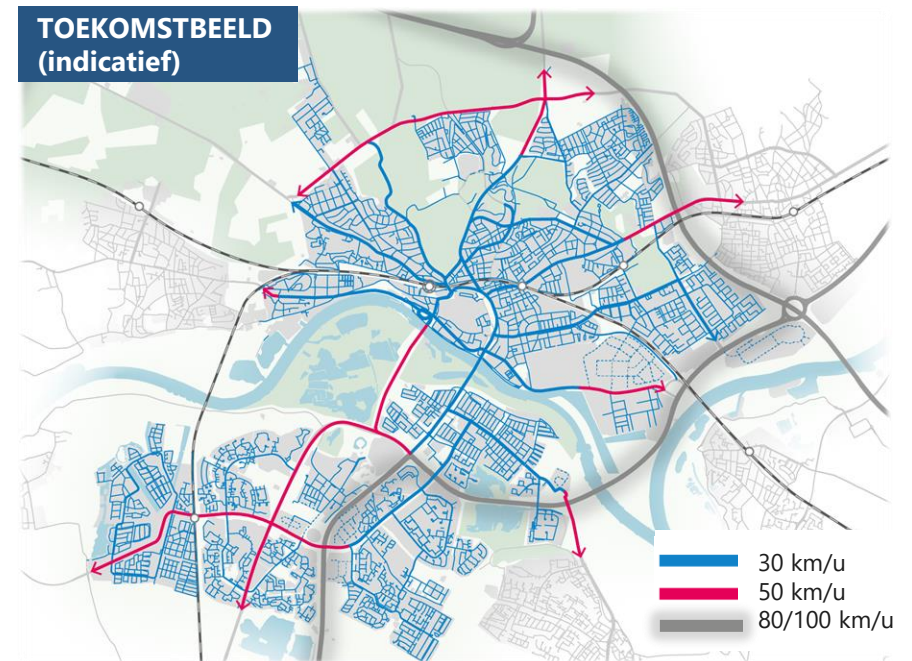 TOEKOMSTBEELD
(indicatief)
30 km/u
50 km/u
80/100 km/u